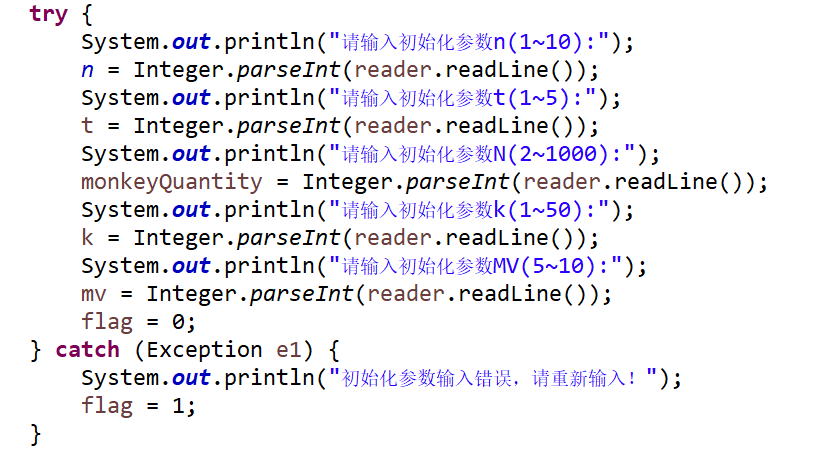 try {
System.out.println("请输入初始化参数n(1~10):");
n = Integer.parseInt(reader.readLine());
System.out.println("请输入初始化参数t(1~5):");
t = Integer.parseInt(reader.readLine());
System.out.println("请输入初始化参数N(2~1000):");
monkeyQuantity = Integer.parseInt(reader.readLine());
System.out.println("请输入初始化参数k(1~50):");
k = Integer.parseInt(reader.readLine());
System.out.println("请输入初始化参数MV(5~10):");
mv = Integer.parseInt(reader.readLine());
flag = 0;
} catch (Exception e1) {
System.out.println("初始化参数输入错误，请重新输入！");
flag = 1;
}